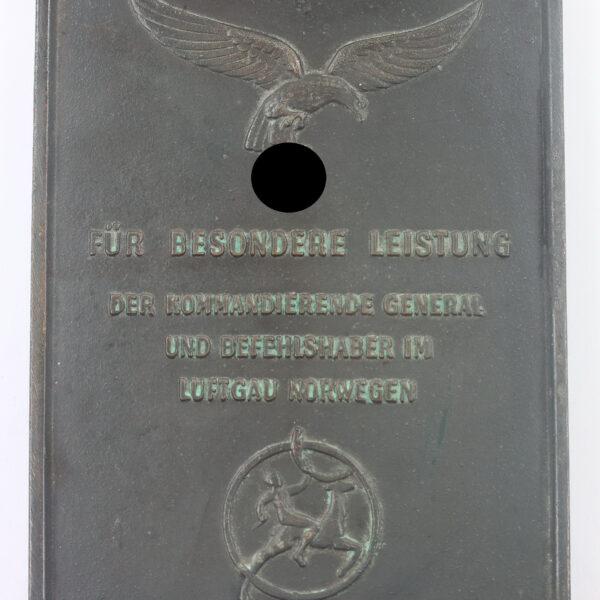 FÜR BESONDERE LEISTUNG
DER KOMMANDIERENDE GENERAL
UND BEFEHLSHABER IM
LUFTGAU NORWEGEN